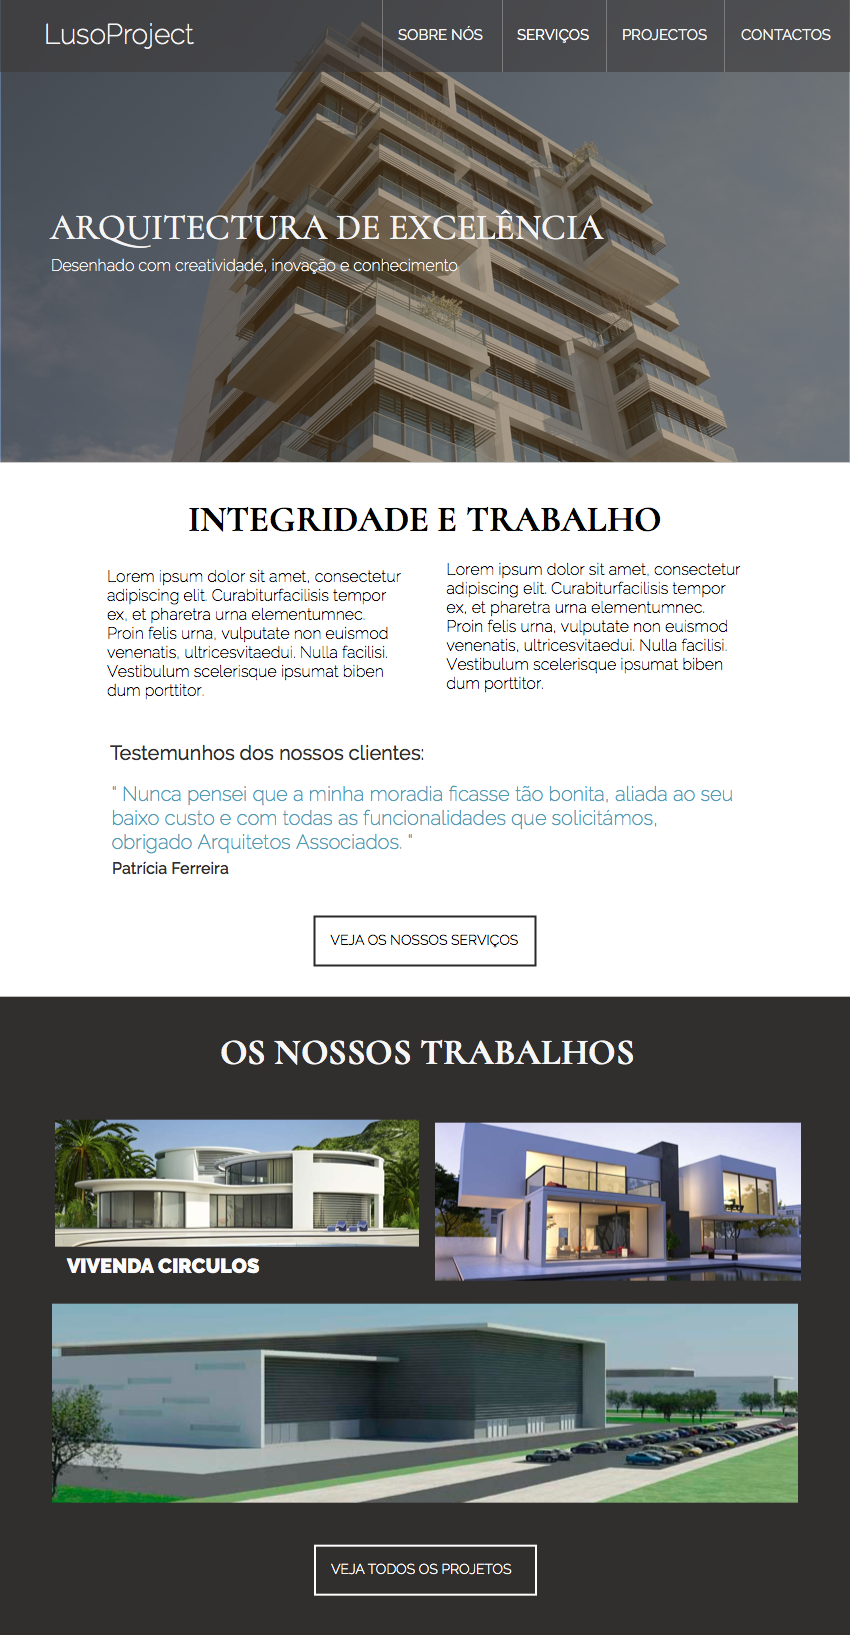 LusoProject
SOBRE NÓS
SERVIÇOS
PROJECTOS
CONTACTOS
ARQUITECTURA DE EXCELÊNCIA
Desenhado com creatividade, inovação e conhecimento
INTEGRIDADE E TRABALHO
Lorem ipsum dolor sit amet, consectetur
adipiscing elit. Curabiturfacilisis tempor
ex, et pharetra urna elementumnec.
Proin felis urna, vulputate non euismod
venenatis, ultricesvitaedui. Nulla facilisi.
Vestibulum scelerisque ipsumat biben
dum porttitor.
Lorem ipsum dolor sit amet, consectetur
adipiscing elit. Curabiturfacilisis tempor
ex, et pharetra urna elementumnec.
Proin felis urna, vulputate non euismod
venenatis, ultricesvitaedui. Nulla facilisi.
Vestibulum scelerisque ipsumat biben
dum porttitor.
Testemunhos dos nossos clientes:
" Nunca pensei que a minha moradia ficasse tão bonita, aliada ao seu
baixo custo e com todas as funcionalidades que solicitámos,
obrigado Arquitetos Associados. "
Patrícia Ferreira
VEJA OS NOSSOS SERVIÇOS
OS NOSSOS TRABALHOS
VIVENDA CIRCULOS
VEJA TODOS OS PROJETOS